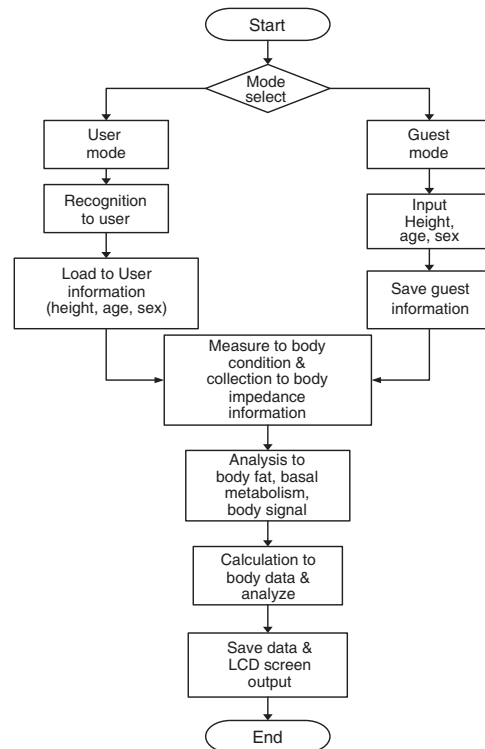 Start
Mode
select
User
mode
Guest
mode
Recognition
to user
Input
Height,
age, sex
Load to User
information
(height, age, sex)
Save guest
information
Measure to body
condition &
collection to body
impedance
information
Analysis to
body fat, basal
metabolism,
body signal
Calculation to
body data &
analyze
Save data &
LCD screen
output
End